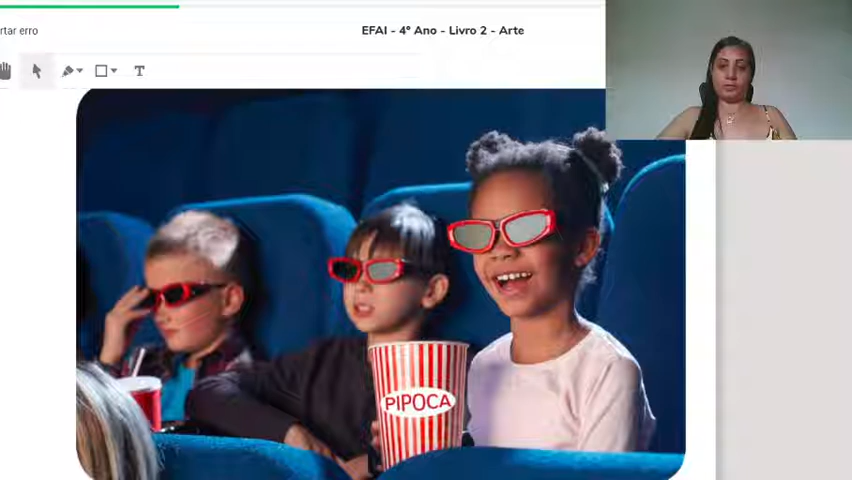 rtar erro
EFAI - 4º Ano - Livro 2 - Arte
T
PIPOCA